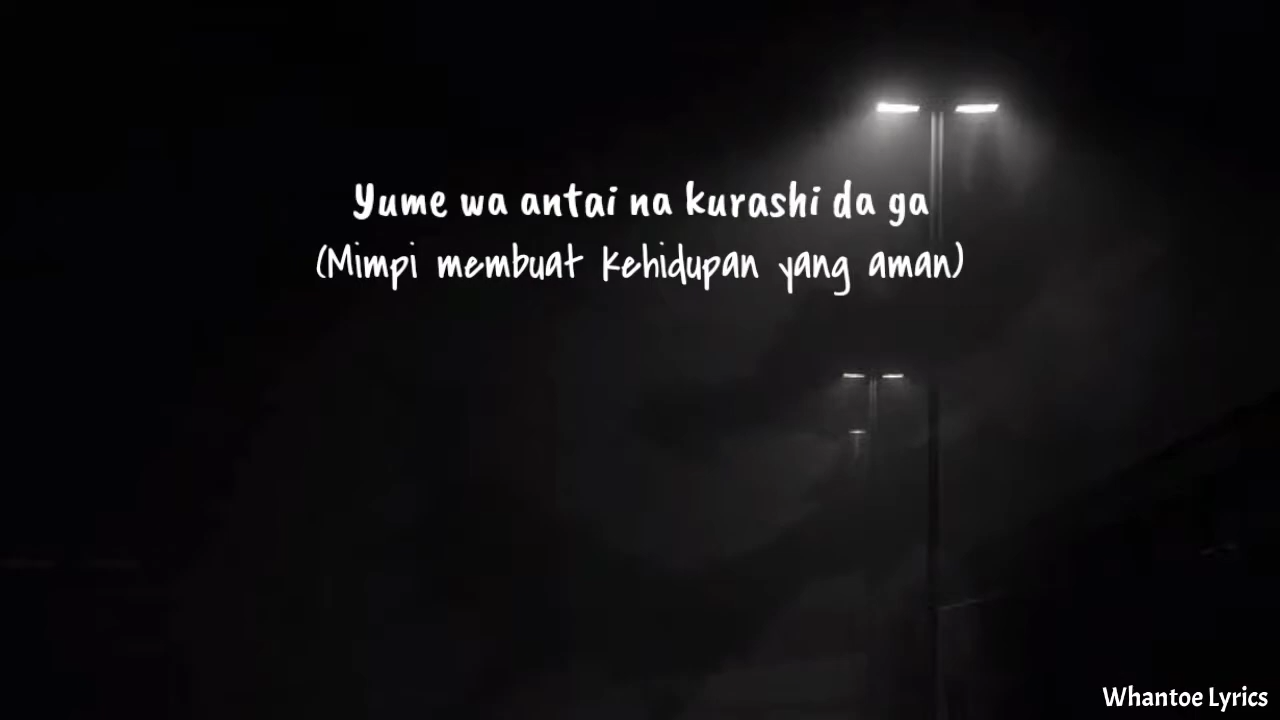 Yume wa antai na kurashi da ga
(Mimpi membuat kehidupan yang aman)
Whantoe Lyrics